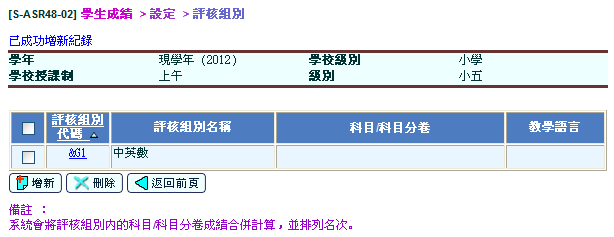 [S-ASR48-02] 學生成績 > 設定 > 評核組別
已成功增新紀錄
學年 現學年 (2012) 學校級別 小學
學校授課制 上午 級別 小五
評核組別代碼 評核組別名稱 科目/科目分卷 教學語言
&G1 中英數
增新 刪除 返回前頁
備註 :
系統會將評核組別內的科目/科目分卷成績合併計算，並排列名次。